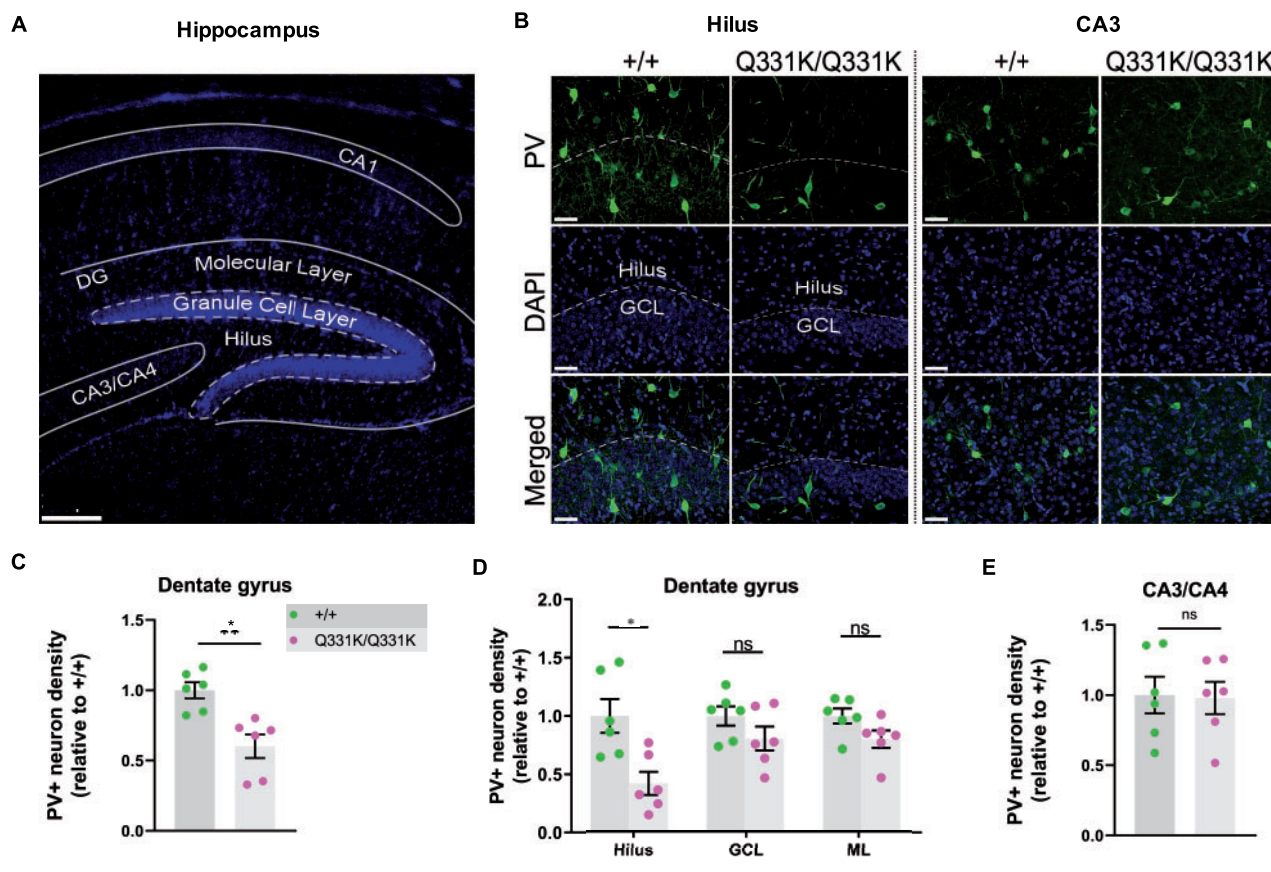 A
Hippocampus
CA1
DG
Molecular Layer
Granule Cell Layer
Hilus
CA3/CA4
B
Hilus
CA3
+/+
Q331K/Q331K
+/+
Q331K/Q331K
PV
DAPI
Merged
Hilus
GCL
Hilus
GCL
C
Dentate gyrus
+/+
Q331K/Q331K
PV+ neuron density
(relative to +/+)
1.5
1.0
0.5
0.0
*
**
D
Dentate gyrus
PV+ neuron density
(relative to +/+)
2.0
1.5
1.0
0.5
0.0
*
ns
ns
Hilus
GCL
ML
E
CA3/CA4
PV+ neuron density
(relative to +/+)
1.5
1.0
0.5
0.0
ns